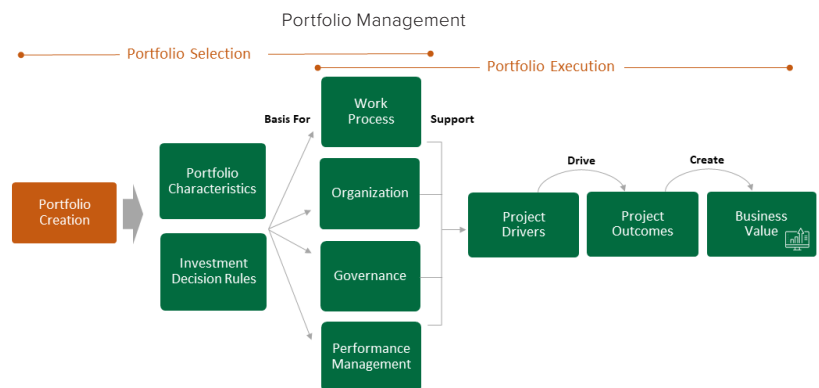 Portfolio Management
Portfolio Selection
Portfolio Execution
Basis For
Work
Process
Support
Portfolio
Characteristics
Organization
Drive
Create
Portfolio
Creation
Project
Drivers
Project
Outcomes
Business
Value
Investment
Decision Rules
Governance
Performance
Management